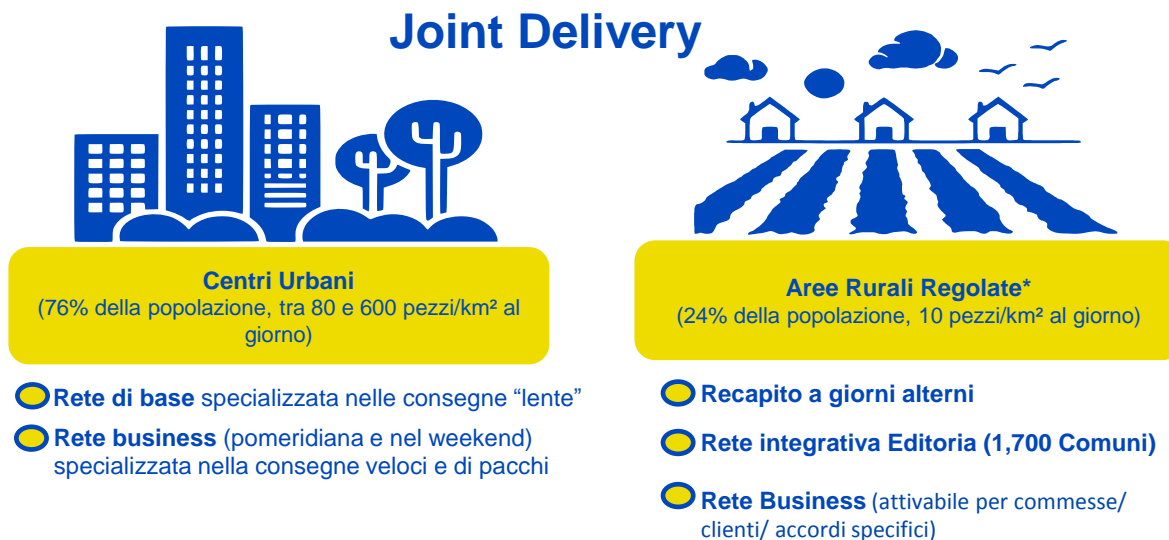 Joint Delivery
Centri Urbani
(76% della popolazione, tra 80 e 600 pezzi/km² al
giorno)
Rete di base specializzata nelle consegne “lente”
Rete business (pomeridiana e nel weekend)
specializzata nella consegne veloci e di pacchi
Aree Rurali Regolate*
(24% della popolazione, 10 pezzi/km² al giorno)
Recapito a giorni alterni
Rete integrativa Editoria (1,700 Comuni)
Rete Business (attivabile per commesse/
clienti/ accordi specifici)